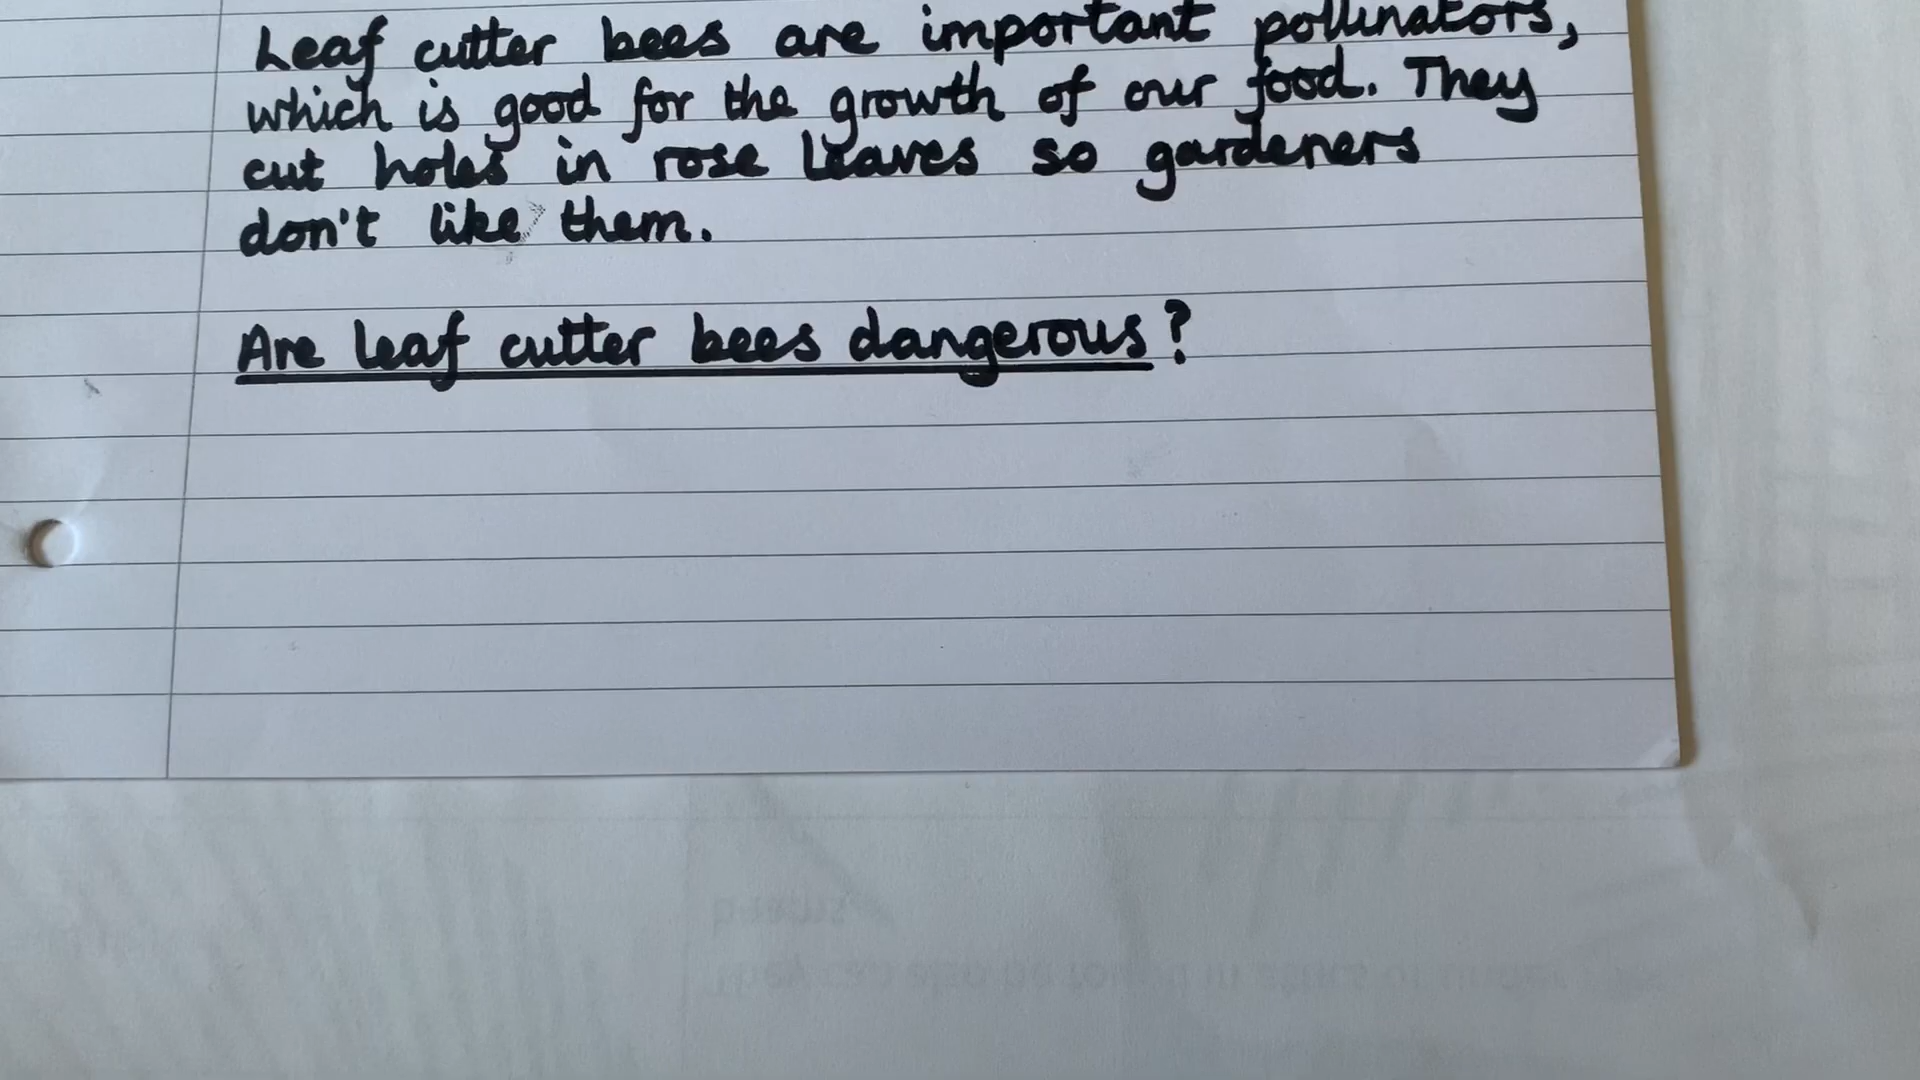 Leaf cutter bees are important pollinators,
which is good for the growth of our food. They
cut holes in rose leaves so gardeners
don't like them.
Are leaf cutter bees dangerous?